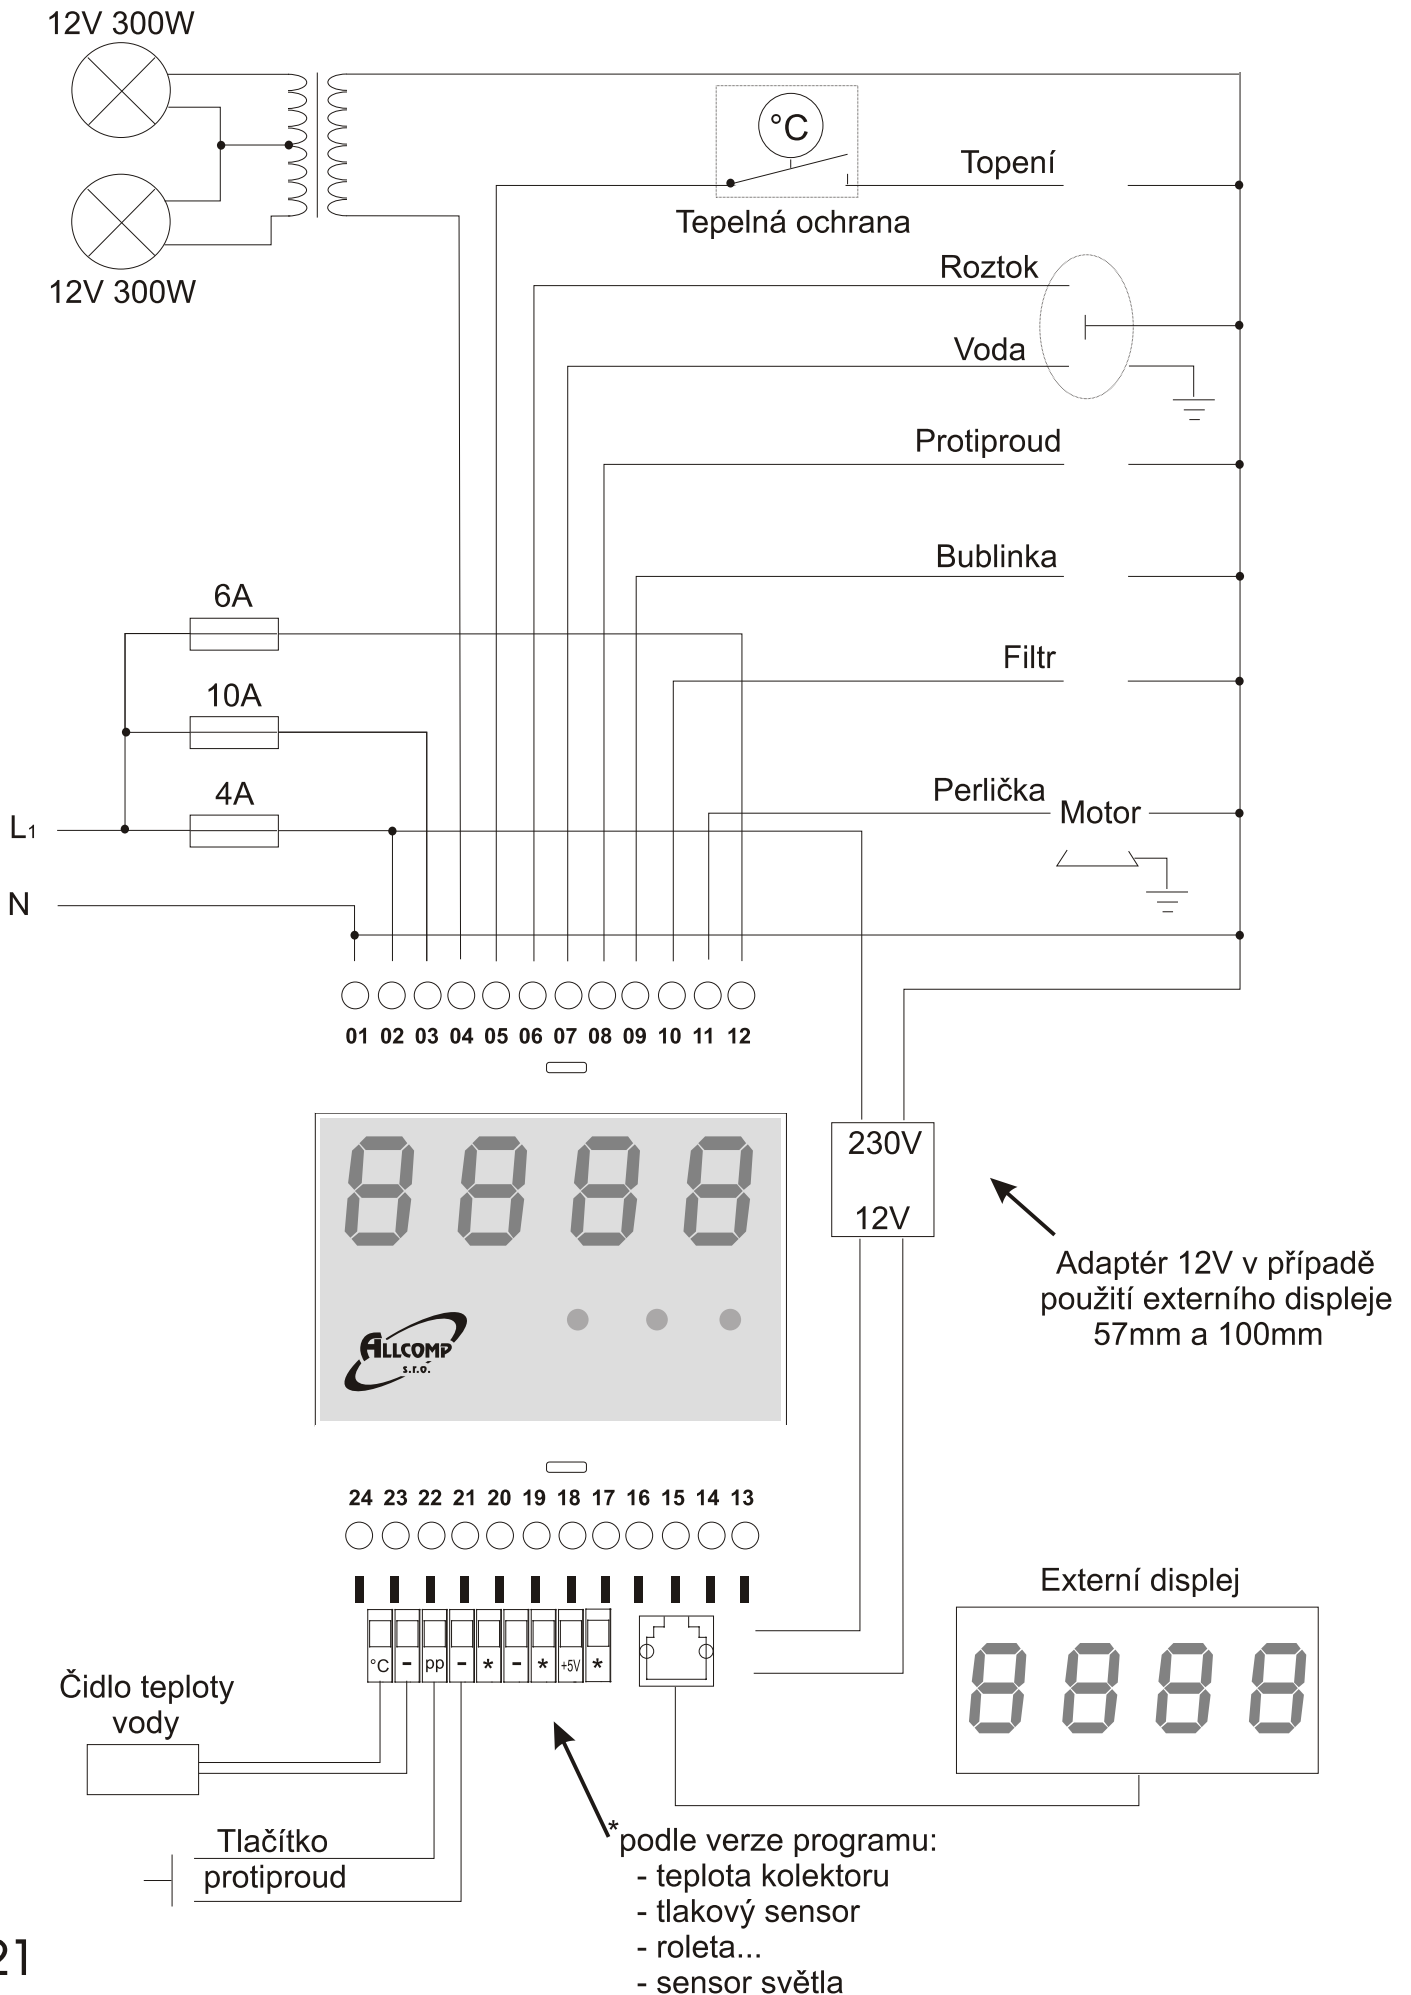 12V 300W
°C
Topení
Tepelná ochrana
Roztok
12V 300W
Voda
Protiproud
Bublinka
6A
Filtr
10A
Perlička
4A
Motor
L1
N
01 02 03 04 05 06 07 08 09 10 11 12
8888
230V
12V
Adaptér 12V v případě
použití externího displeje
57mm a 100mm
ALLCOMP
s.r.o.
24 23 22 21 20 19 18 17 16 15 14 13
Externí displej
8888
°C - pp - * - * +5V *
Čidlo teploty
vody
Tlačítko
protiproud
*podle verze programu:
- teplota kolektoru
- tlakový sensor
- roleta...
- sensor světla
21